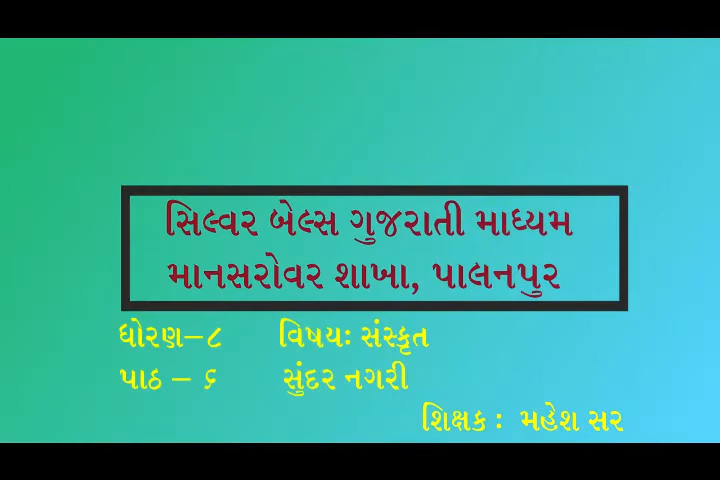 સિલ્વર બેલ્સ ગુજરાતી માધ્યમ
માનસરોવર શાખા, પાલનપુર
ધોરણ–૮ વિષયઃ સંસ્કૃત
પાઠ – ૬ સુંદર નગરી
શિક્ષક : મહેશ સર